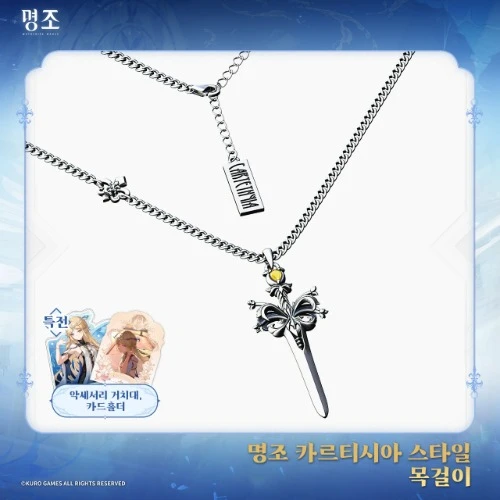 명조
WUTHERING WAVES
CARTETHYIA
특전
악세서리 거치대,
카드홀더
명조 카르티시아 스타일
목걸이
©KURO GAMES ALL RIGHTS RESERVED